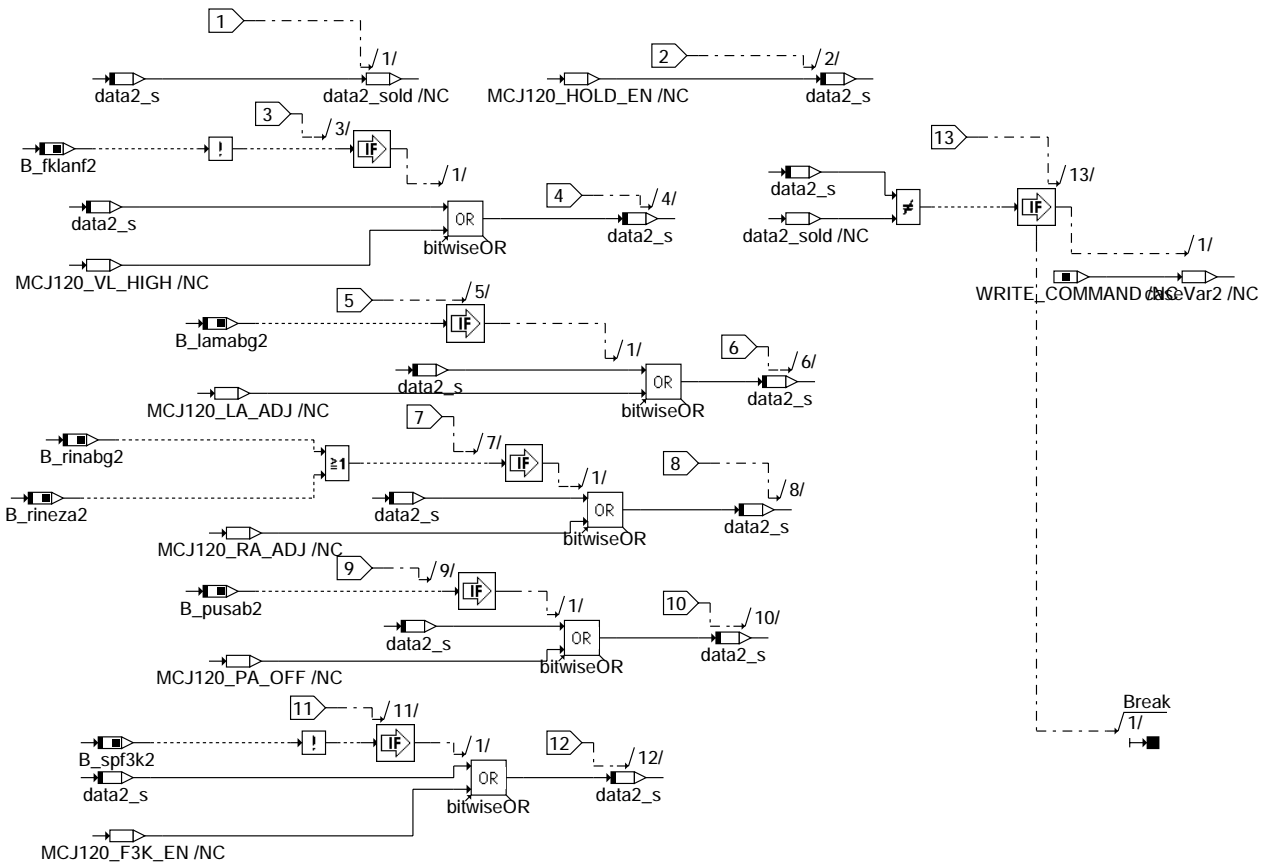 1
/1/
data2_s
data2_sold /NC
2
/2/
MCJ120_HOLD_EN /NC
data2_s
3
/3/
B_fklanf2
!
IF
/1/
13
/13/
data2_s
data2_sold /NC
≠
IF
/1/
WRITE_COMMAND /NC
caseVar2 /NC
4
/4/
data2_s
OR
bitwiseOR
data2_s
MCJ120_VL_HIGH /NC
5
/5/
B_lamabg2
IF
/1/
6
/6/
data2_s
OR
bitwiseOR
data2_s
MCJ120_LA_ADJ /NC
7
/7/
B_rinabg2
≧1
IF
/1/
8
/8/
B_rineza2
data2_s
OR
bitwiseOR
data2_s
MCJ120_RA_ADJ /NC
9
/9/
B_pusab2
IF
/1/
10
/10/
data2_s
OR
bitwiseOR
data2_s
MCJ120_PA_OFF /NC
11
/11/
Break
/1/
B_spf3k2
!
IF
/1/
12
/12/
data2_s
OR
bitwiseOR
data2_s
MCJ120_F3K_EN /NC